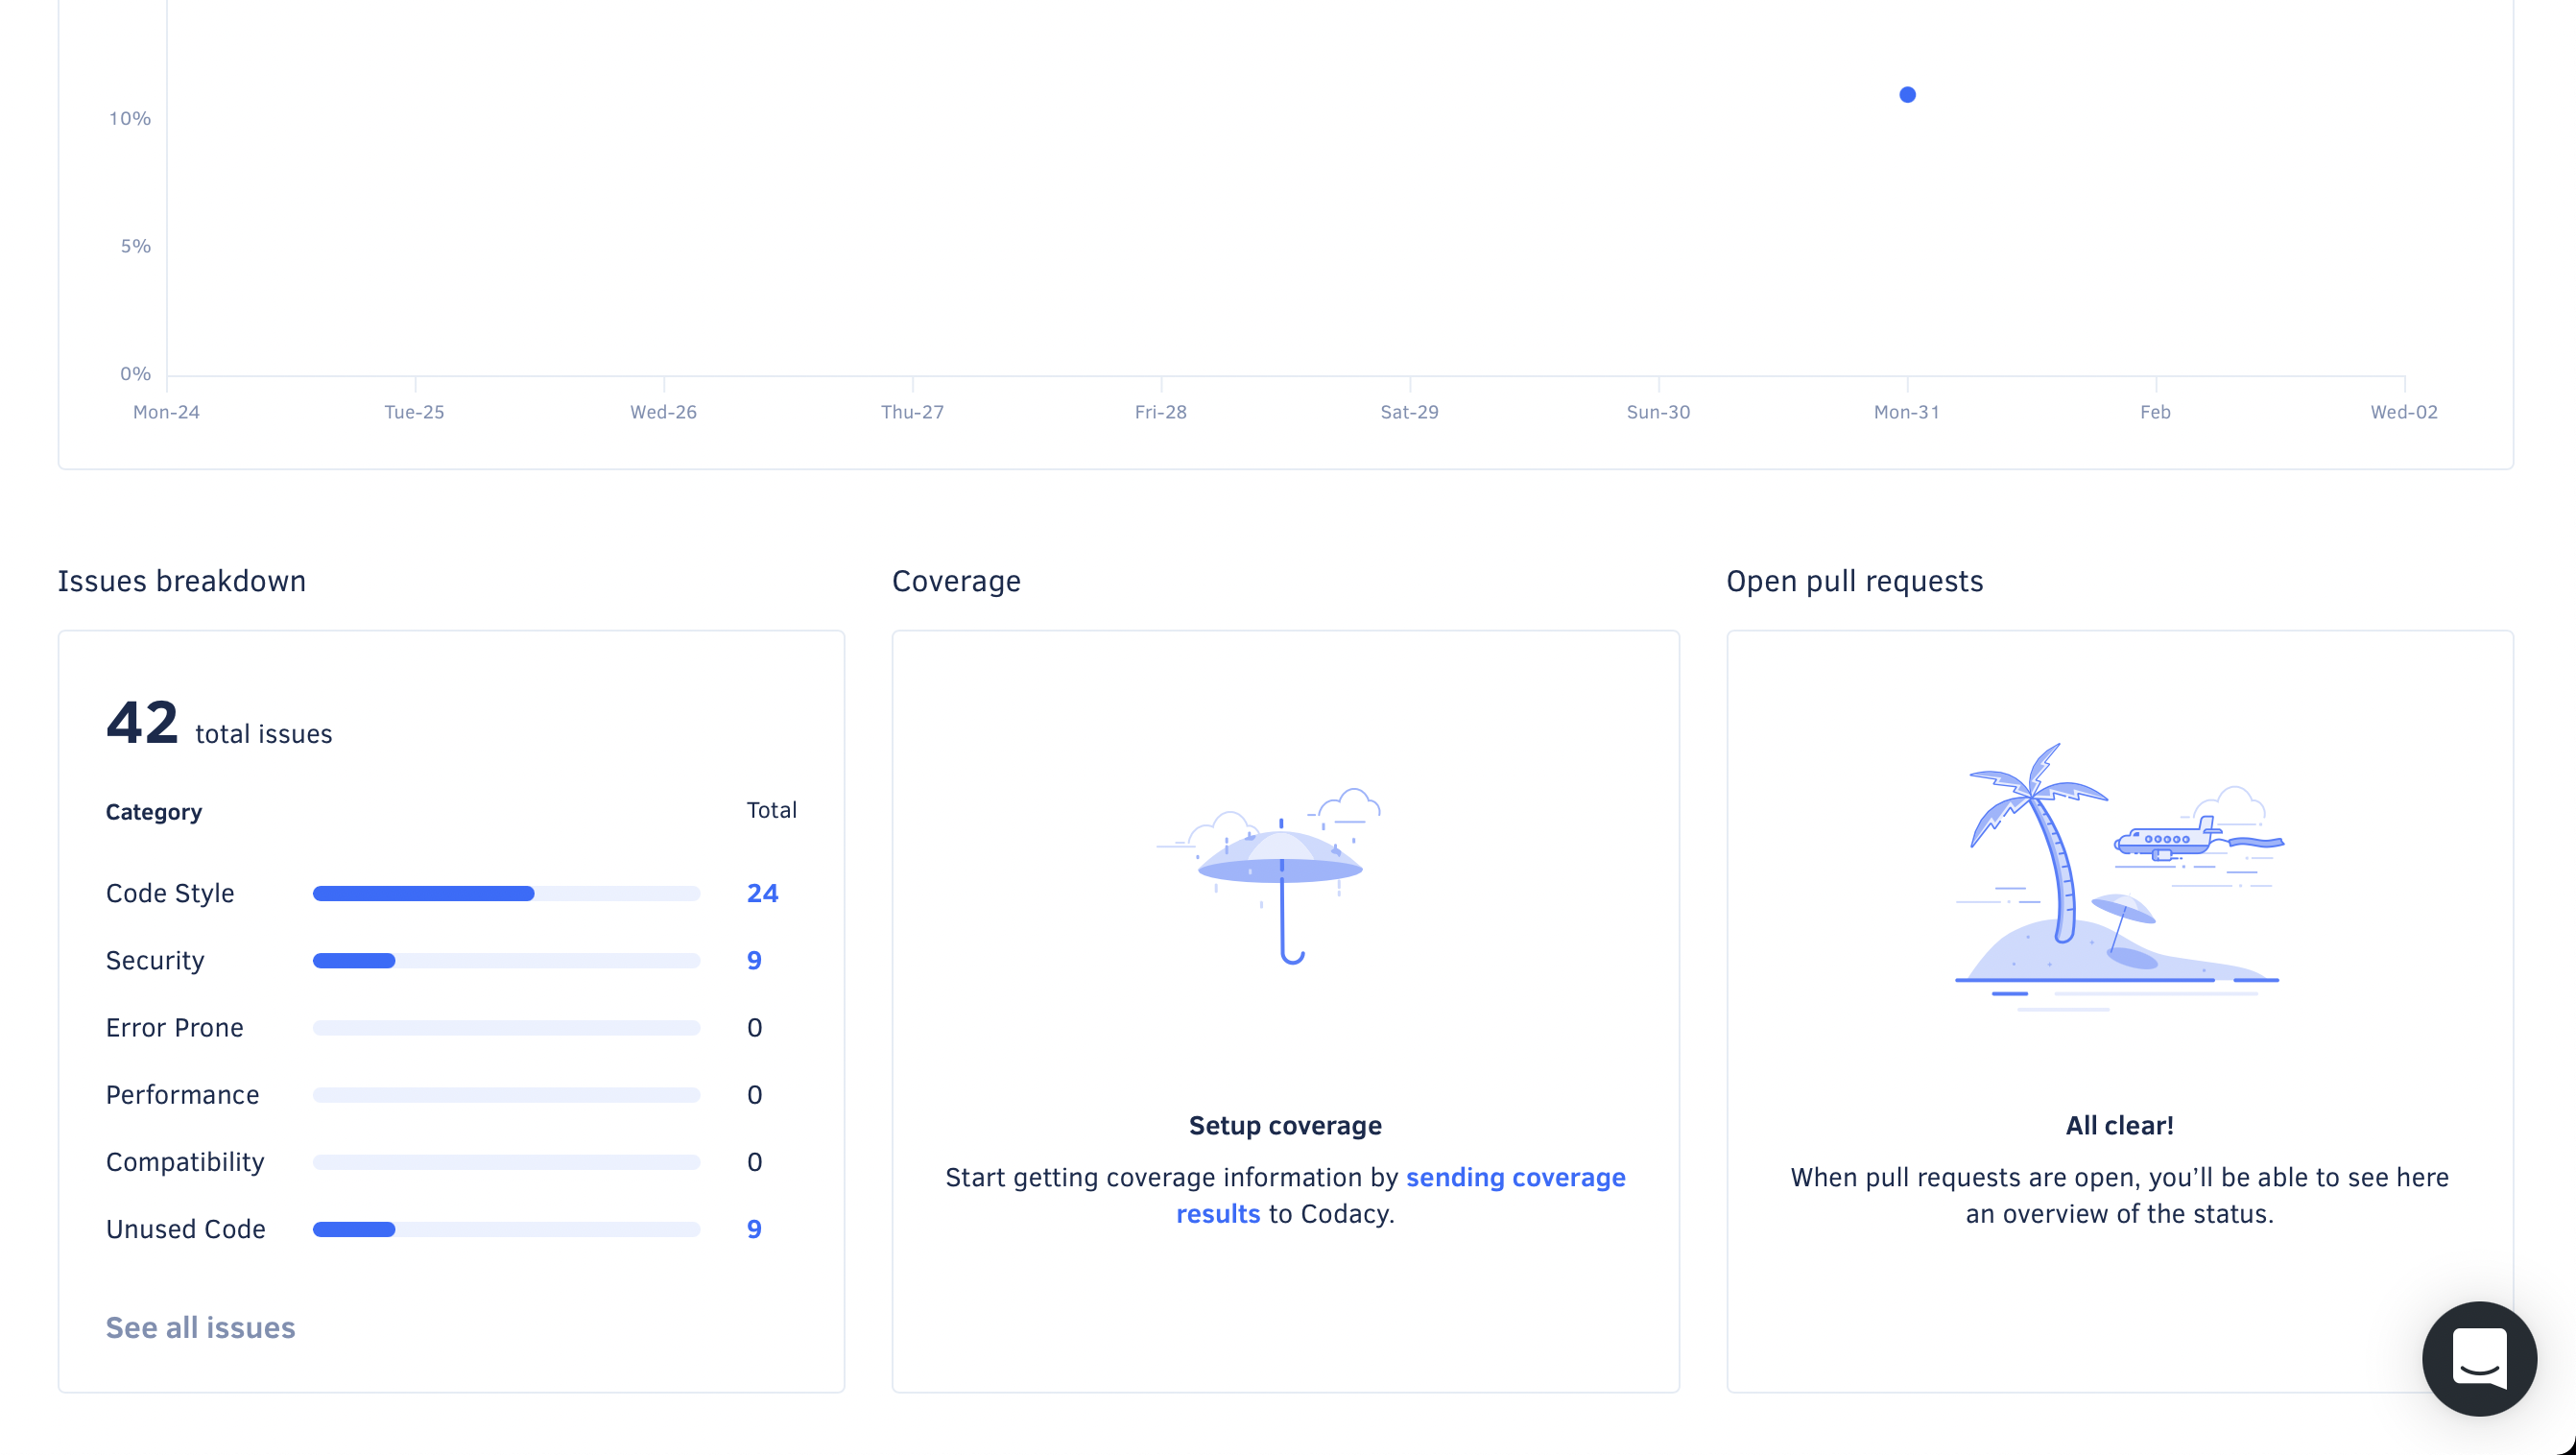 10%
5%
0%
Mon-24 Tue-25 Wed-26 Thu-27 Fri-28 Sat-29 Sun-30 Mon-31 Feb Wed-02
Issues breakdown
42 total issues
Category Total
Code Style 24
Security 9
Error Prone 0
Performance 0
Compatibility 0
Unused Code 9
See all issues
Coverage
Setup coverage
Start getting coverage information by sending coverage
results to Codacy.
Open pull requests
All clear!
When pull requests are open, you’ll be able to see here
an overview of the status.